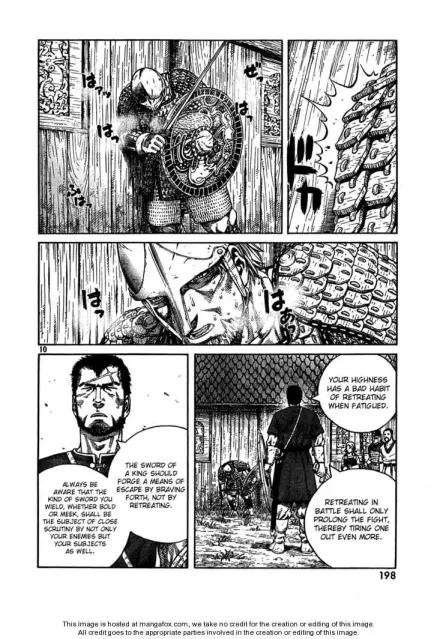 ぜっ
はァッ
はっ
はっ
ふはっ
ドカ
はっ
はあっ
10
YOUR HIGHNESS
HAS A BAD HABIT
OF RETREATING
WHEN FATIGUED.
RETREATING IN
BATTLE SHALL ONLY
PROLONG THE FIGHT,
THEREBY TIRING ONE
OUT EVEN MORE.
THE SWORD OF
A KING SHOULD
FORGE A MEANS OF
ESCAPE BY BRAVING
FORTH, NOT BY
RETREATING.
ALWAYS BE
AWARE THAT THE
KIND OF SWORD YOU
WIELD, WHETHER BOLD
OR MEEK, SHALL BE
THE SUBJECT OF CLOSE
SCRUTINY BY NOT ONLY
YOUR ENEMIES BUT
YOUR SUBJECTS
AS WELL.
198
This image is hosted at mangafox.com, we take no credit for the creation or editing of this image.
All credit goes to the appropriate parties involved in the creation or editing of this image.